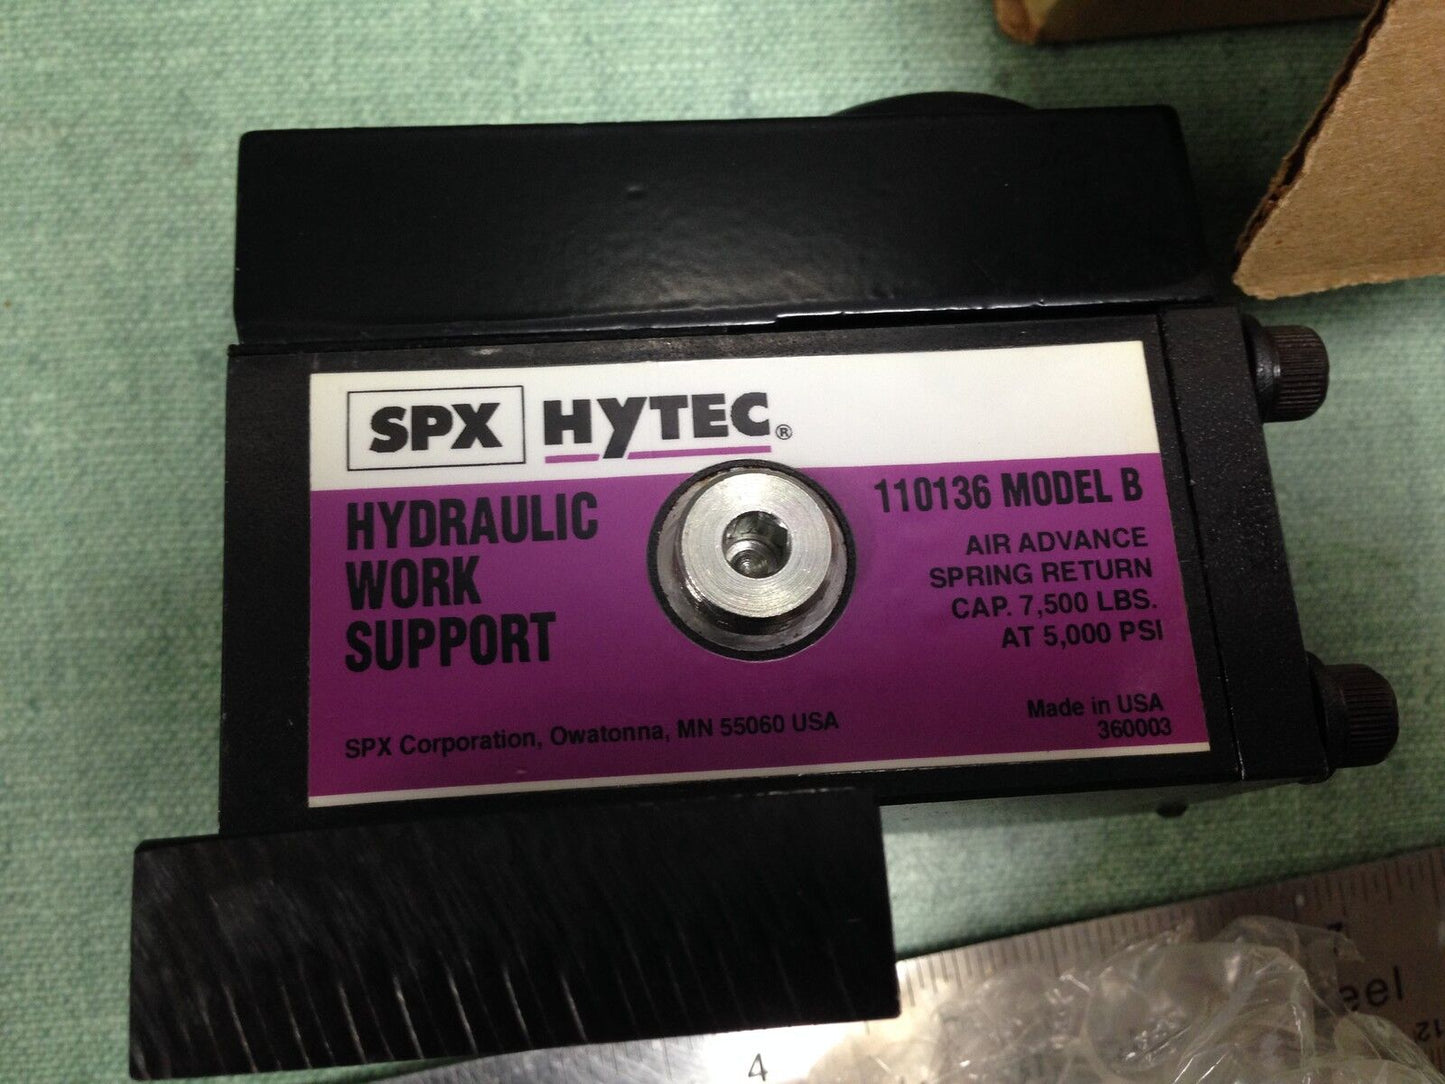 SPX HYTEC®
HYDRAULIC
WORK
SUPPORT
110136 MODEL B
AIR ADVANCE
SPRING RETURN
CAP. 7,500 LBS.
AT 5,000 PSI
SPX Corporation, Owatonna, MN 55060 USA
Made in USA
360003
4